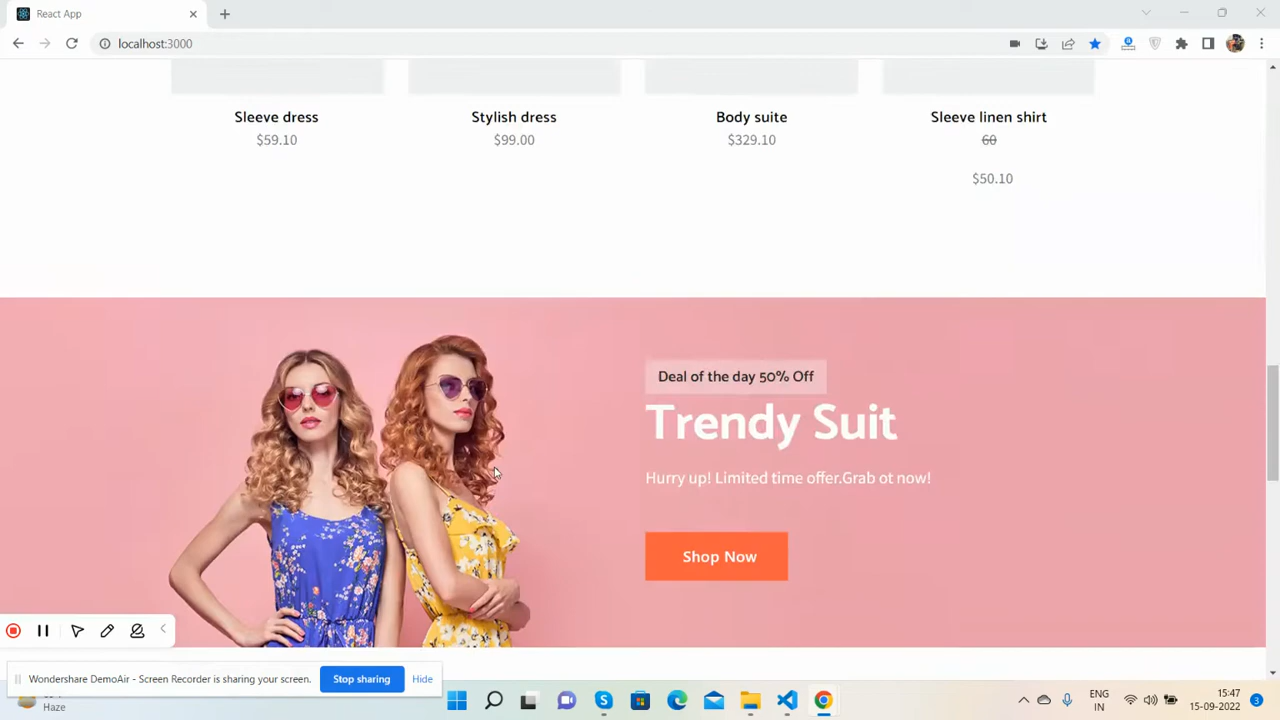 React App
localhost:3000
Sleeve dress
$59.10
Stylish dress
$99.00
Body suite
$329.10
Sleeve linen shirt
60
$50.10
Deal of the day 50% Off
Trendy Suit
Hurry up! Limited time offer.Grab ot now!
Shop Now
Wondershare DemoAir - Screen Recorder is sharing your screen.
Stop sharing
Hide
Haze
ENG
IN
15:47
15-09-2022
3